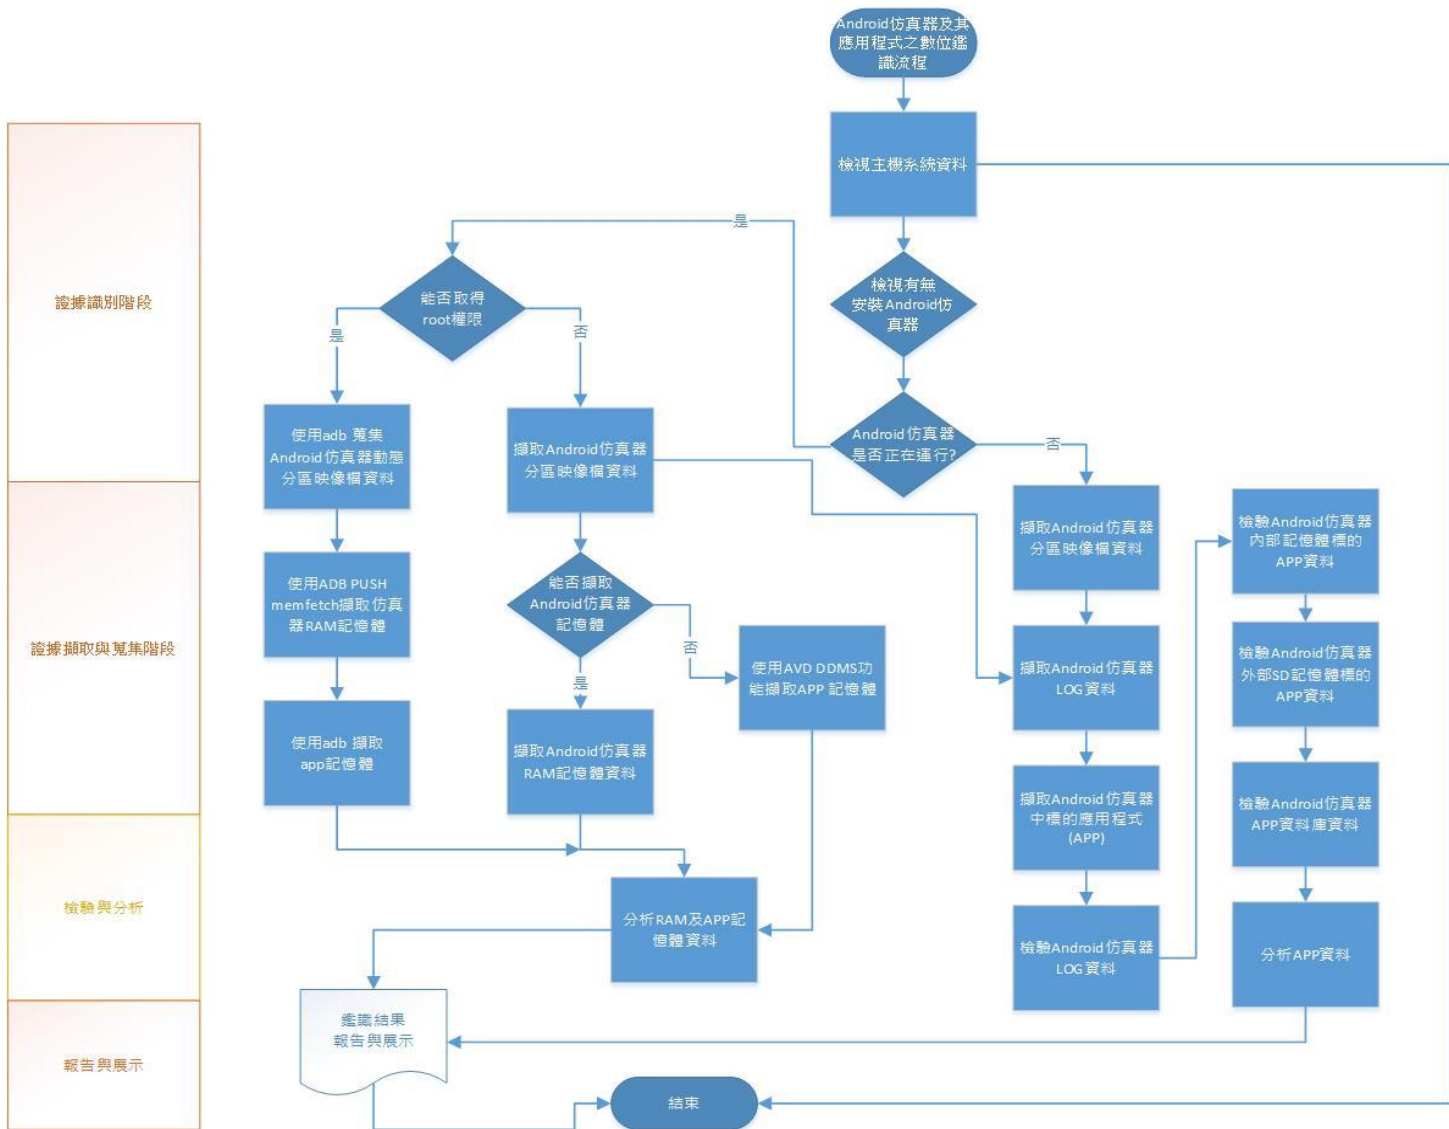 Android仿真器及其
應用程式之數位鑑
識流程
檢視主機系統資料
是
檢視有無
安裝Android仿
真器
能否取得
root權限
是
否
證據識別階段
Android仿真器
是否正在運行?
否
使用adb 蒐集
Android仿真器動態
分區映像檔資料
擷取Android仿真器
分區映像檔資料
擷取Android仿真器
分區映像檔資料
檢驗Android仿真器
內部記憶體標的
APP資料
使用ADB PUSH
memfetch擷取仿真
器RAM記憶體
能否擷取
Android仿真器
記憶體
否
是
證據擷取與蒐集階段
使用AVD DDMS功
能擷取APP 記憶體
擷取Android仿真器
LOG資料
檢驗Android仿真器
外部SD記憶體標的
APP資料
使用adb 擷取
app記憶體
擷取Android仿真器
RAM記憶體資料
擷取Android仿真器
中標的應用程式
(APP)
檢驗Android仿真器
APP資料庫資料
檢驗與分析
分析RAM及APP記
憶體資料
檢驗Android仿真器
LOG資料
分析APP資料
鑑識結果
報告與展示
報告與展示
結束